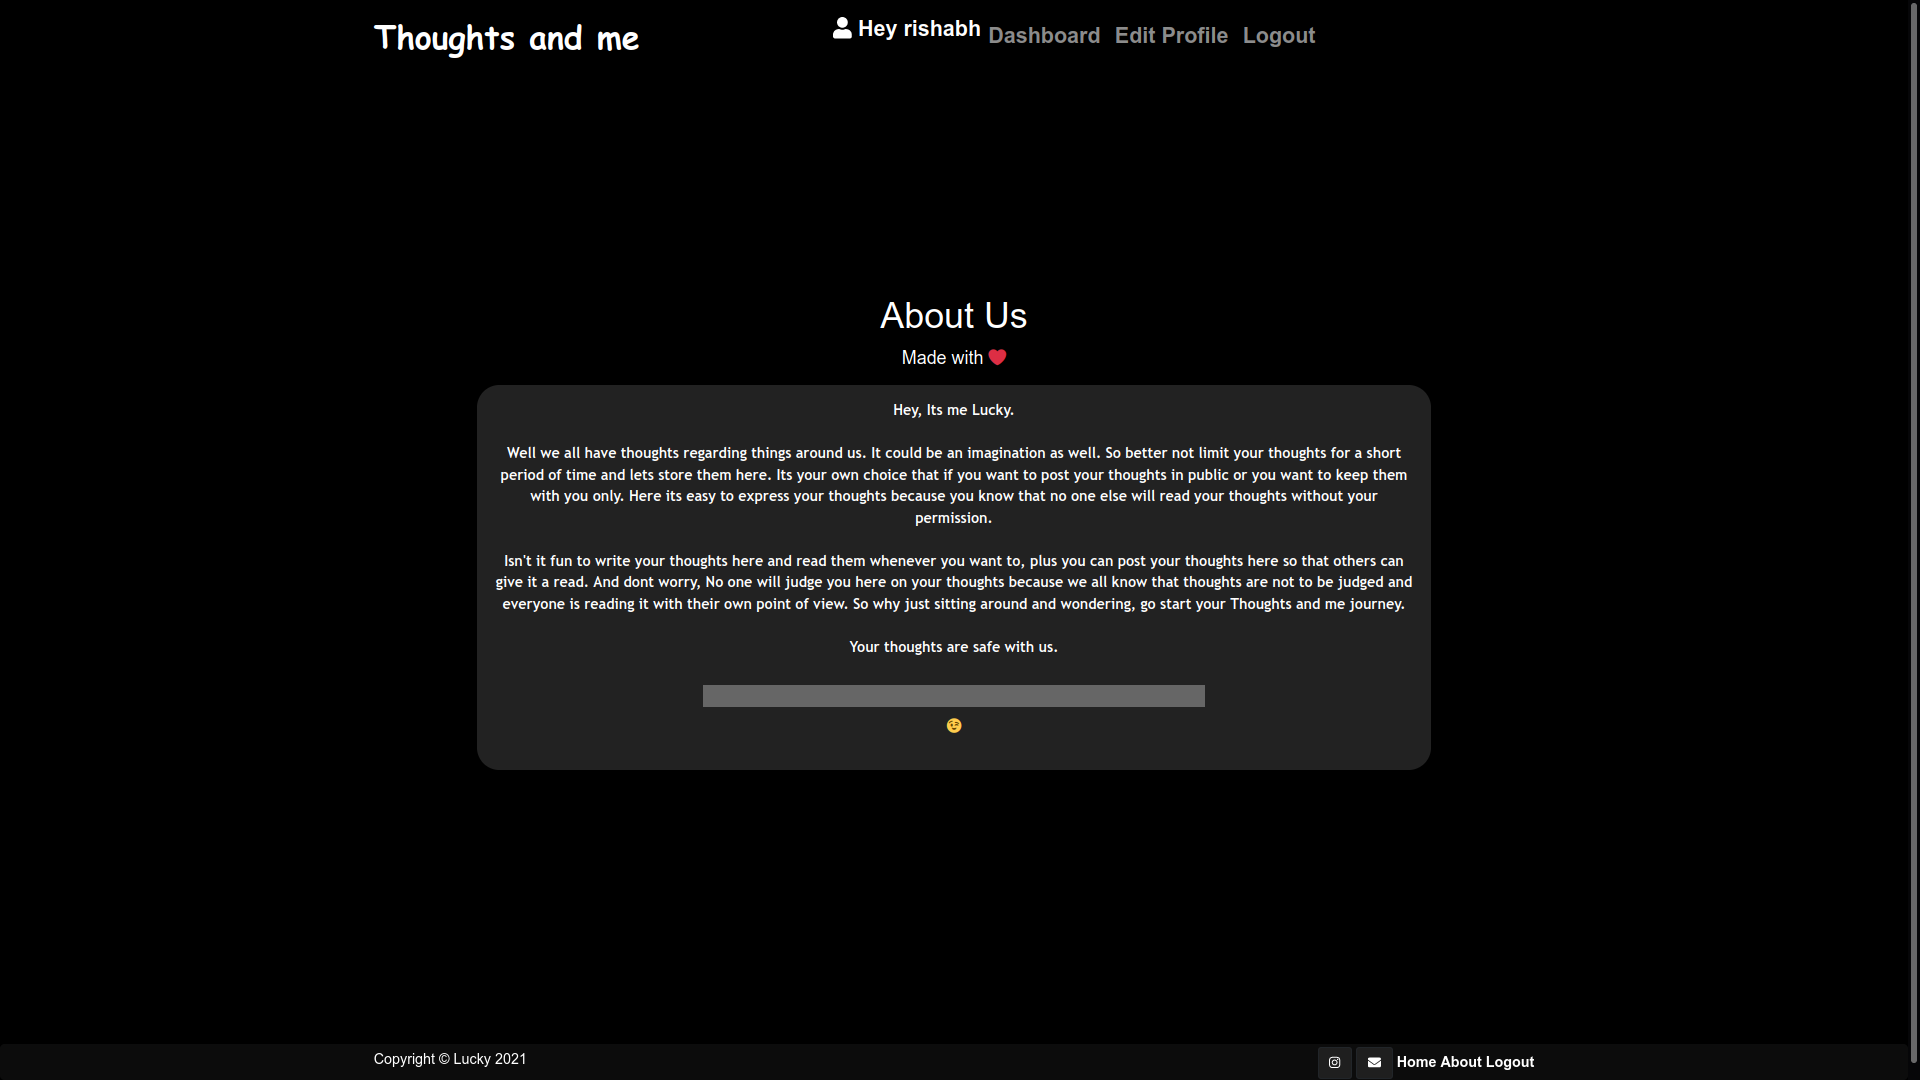 Thoughts and me
Hey rishabh Dashboard Edit Profile Logout
About Us
Made with
Hey, Its me Lucky.
Well we all have thoughts regarding things around us. It could be an imagination as well. So better not limit your thoughts for a short
period of time and lets store them here. Its your own choice that if you want to post your thoughts in public or you want to keep them
with you only. Here its easy to express your thoughts because you know that no one else will read your thoughts without your
permission.
Isn't it fun to write your thoughts here and read them whenever you want to, plus you can post your thoughts here so that others can
give it a read. And dont worry, No one will judge you here on your thoughts because we all know that thoughts are not to be judged and
everyone is reading it with their own point of view. So why just sitting around and wondering, go start your Thoughts and me journey.
Your thoughts are safe with us.
Copyright © Lucky 2021
Home About Logout